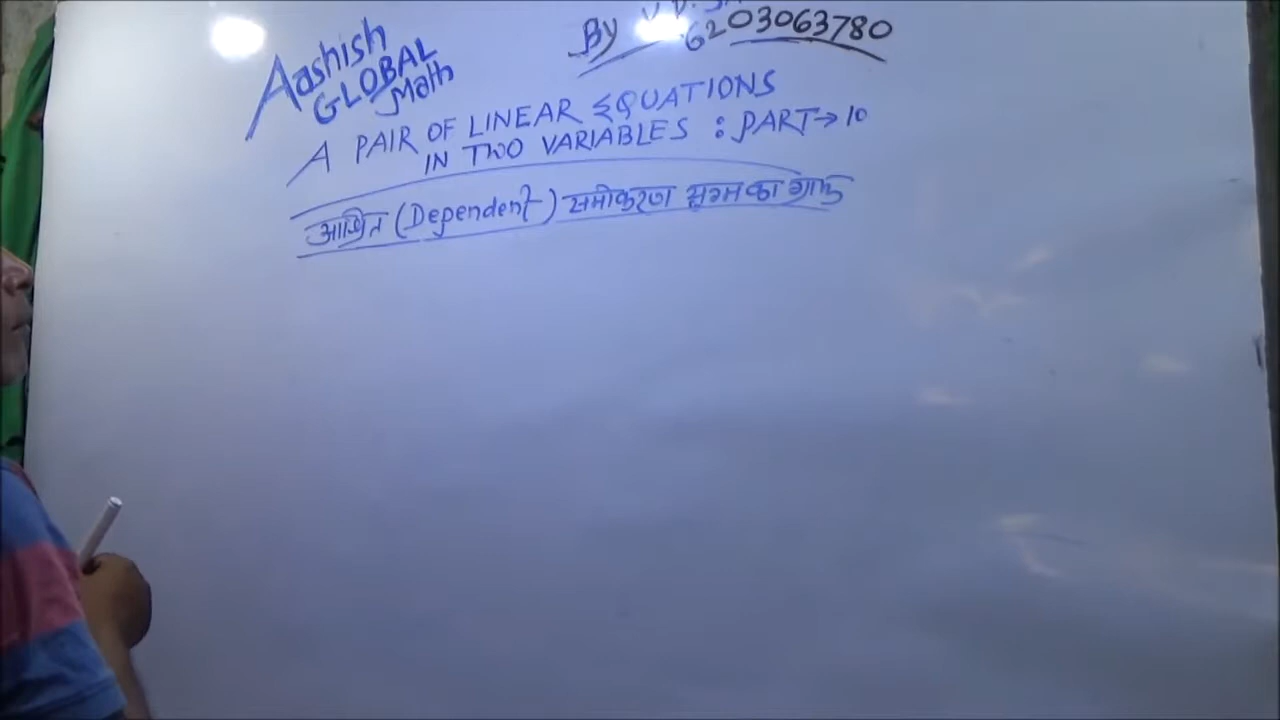 Aashish
GLOBAL
Math
By
6203063780
A PAIR OF LINEAR EQUATIONS
IN TWO VARIABLES : PART→10
आश्रित (Dependent) समीकरण युग्म का ग्राफ